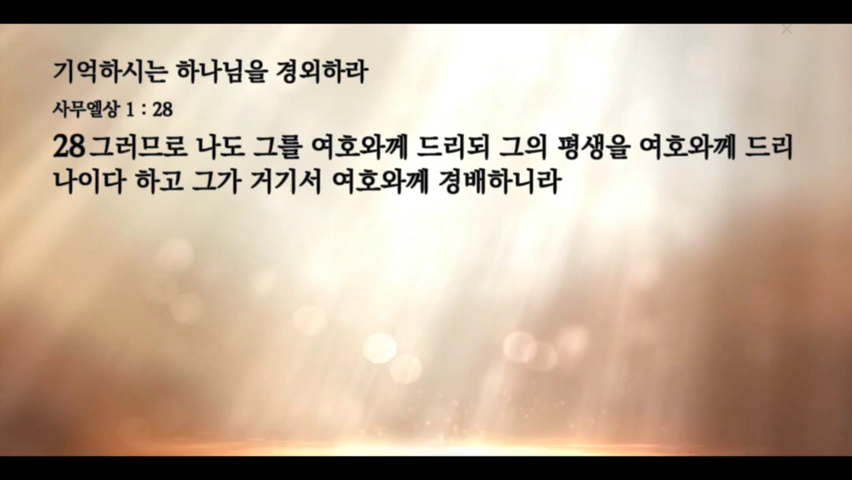 기억하시는 하나님을 경외하라
사무엘상 1 : 28
28그러므로 나도 그를 여호와께 드리되 그의 평생을 여호와께 드리
나이다 하고 그가 거기서 여호와께 경배하니라